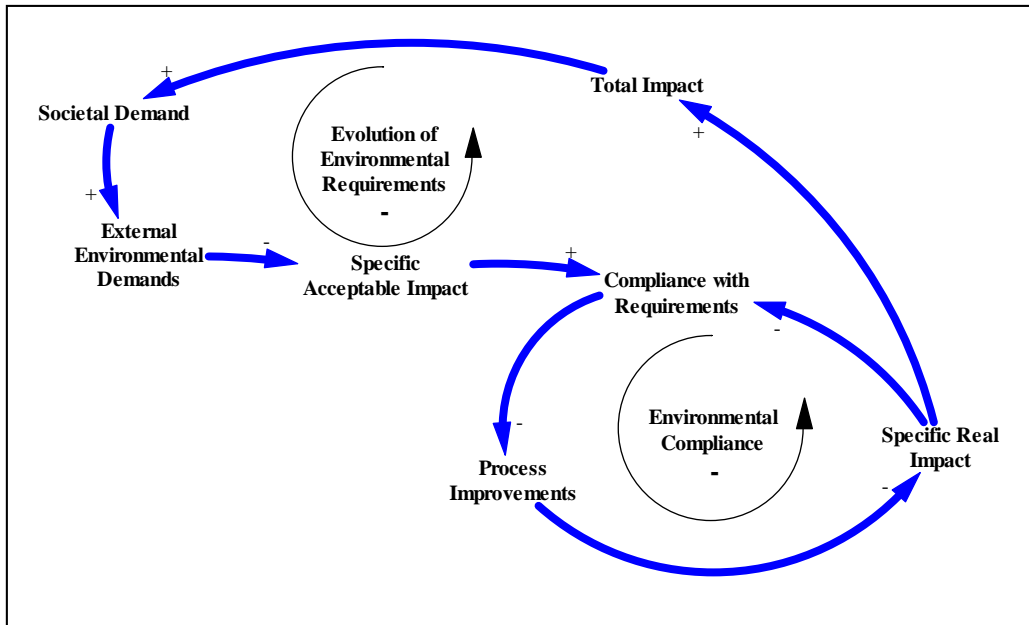 +
Total Impact
Societal Demand
+
Evolution of
Environmental
Requirements
-
+
External
Environmental
Demands
-
Specific
Acceptable Impact
+
Compliance with
Requirements
-
Environmental
Compliance
-
-
Process
Improvements
Specific Real
Impact
-